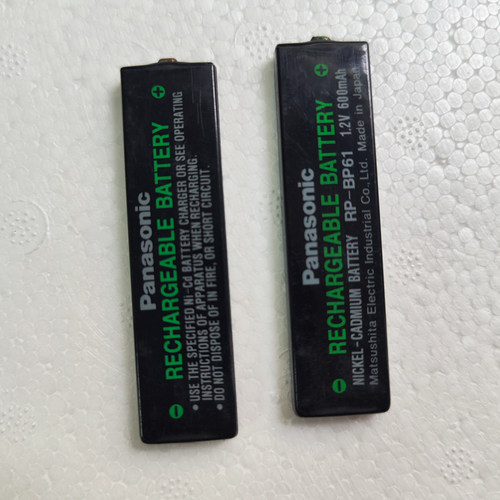 Panasonic
⊖ RECHARGEABLE BATTERY ⊕
• USE THE SPECIFIED Ni-Cd BATTERY CHARGER OR SEE OPERATING
INSTRUCTIONS OF APPARATUS WHEN RECHARGING.
• DO NOT DISPOSE OF IN FIRE, OR SHORT CIRCUIT.
Panasonic
⊖ RECHARGEABLE BATTERY ⊕
NICKEL-CADMIUM BATTERY RP-BP61 1.2V 600mAh
Matsushita Electric Industrial Co., Ltd. Made in Japan